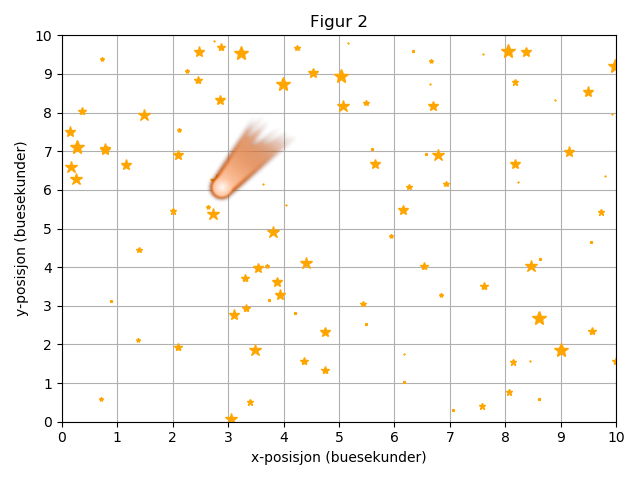 Figur 2
10
9
8
7
6
5
4
3
2
1
0
y-posisjon (buesekunder)
0 1 2 3 4 5 6 7 8 9 10
x-posisjon (buesekunder)